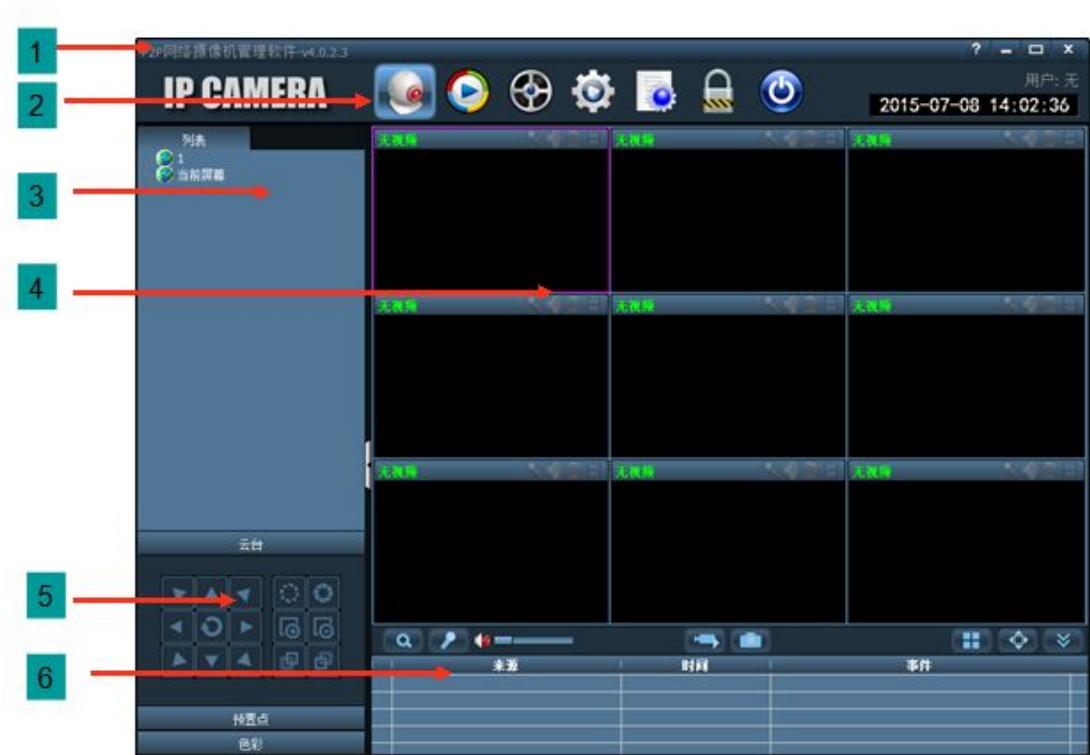 1
P2P网络摄像机管理软件-v4.0.2.3
? – □ x
2
IP CAMERA
用户: 无
2015-07-08 14:02:36
列表
无视频 无视频 无视频
1
当前屏幕
3
4
无视频 无视频 无视频
无视频 无视频 无视频
云台
5
6
来源 时间 事件
预置点
色彩